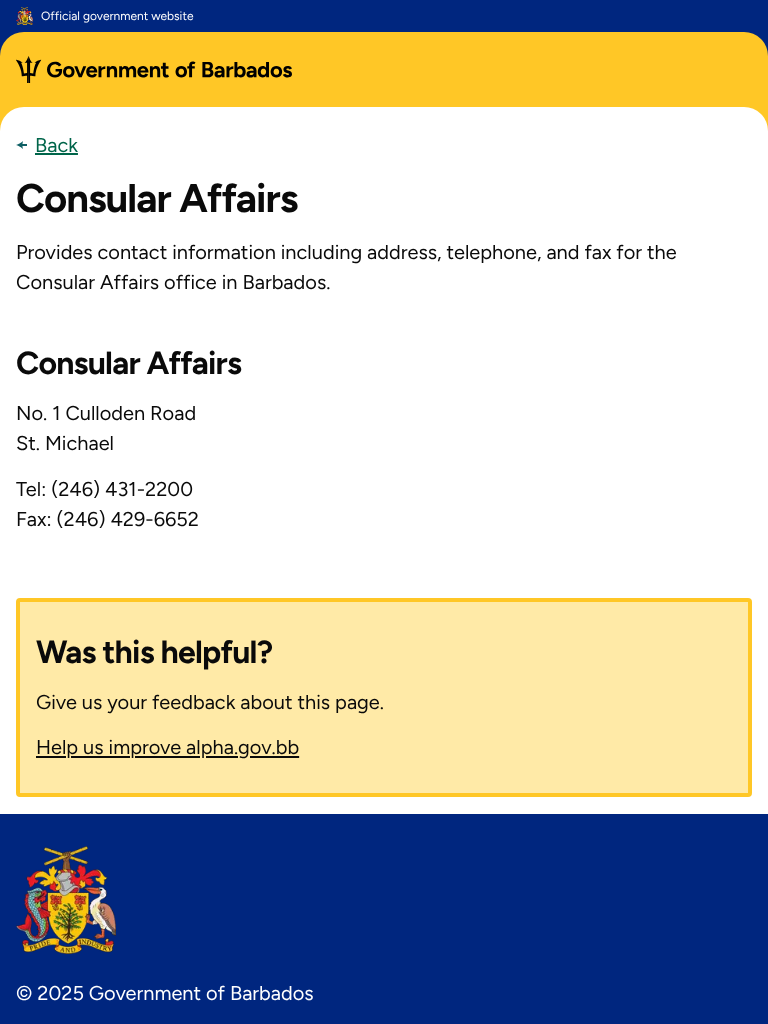 Official government website
Government of Barbados
Back
Consular Affairs
Provides contact information including address, telephone, and fax for the
Consular Affairs office in Barbados.
Consular Affairs
No. 1 Culloden Road
St. Michael
Tel: (246) 431-2200
Fax: (246) 429-6652
Was this helpful?
Give us your feedback about this page.
Help us improve alpha.gov.bb
PRIDE AND INDUSTRY
© 2025 Government of Barbados